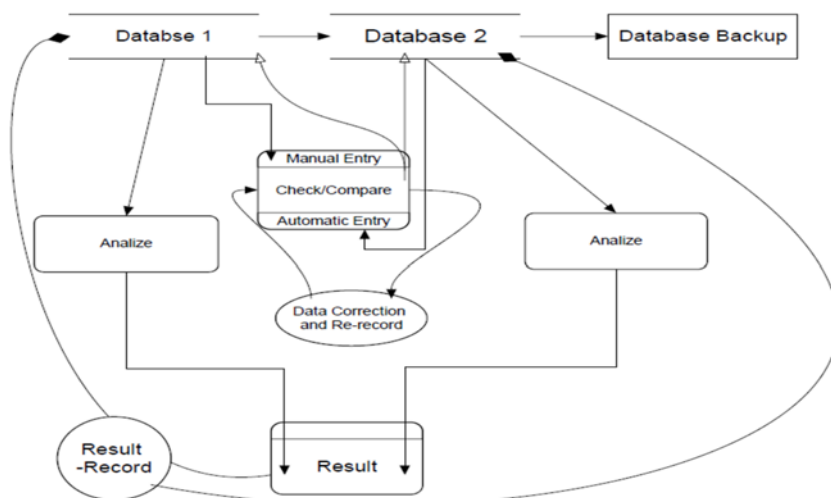 Databse 1
Database 2
Database Backup
Manual Entry
Check/Compare
Automatic Entry
Analize
Analize
Data Correction
and Re-record
Result
-Record
Result